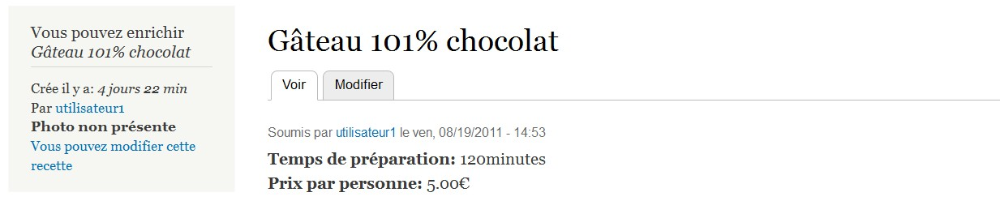 Vous pouvez enrichir
Gâteau 101% chocolat
Crée il y a: 4 jours 22 min
Par utilisateur1
Photo non présente
Vous pouvez modifier cette
recette
Gâteau 101% chocolat
Voir
Modifier
Soumis par utilisateur1 le ven, 08/19/2011 - 14:53
Temps de préparation: 120minutes
Prix par personne: 5.00€